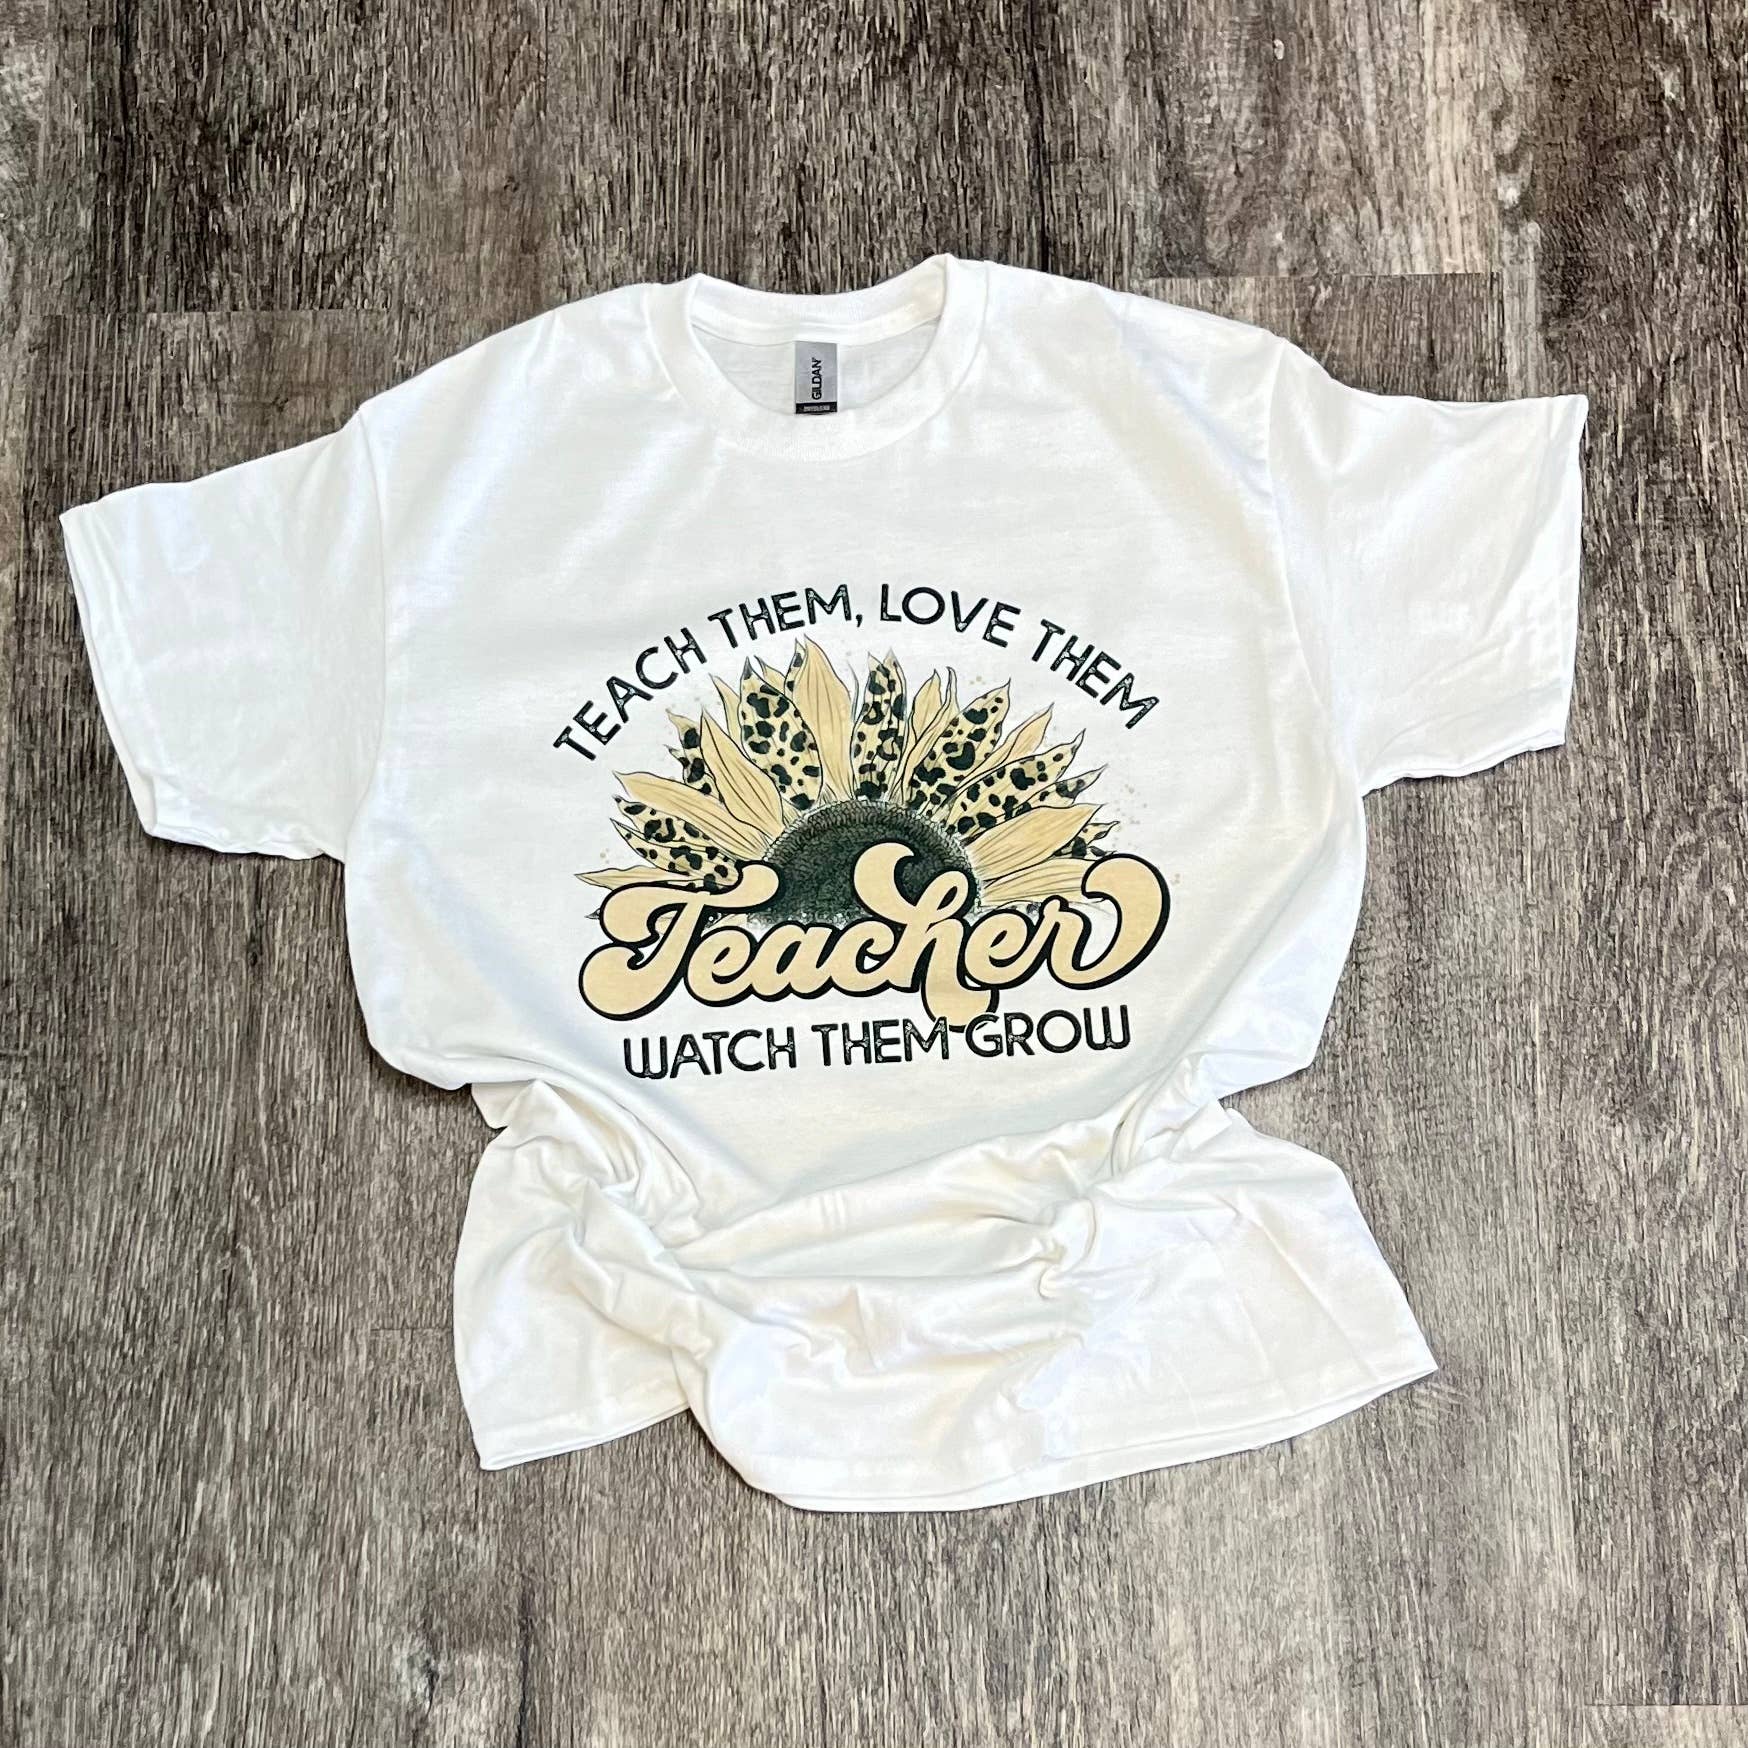 GILDAN
TEACH THEM, LOVE THEM
Teacher
WATCH THEM GROW